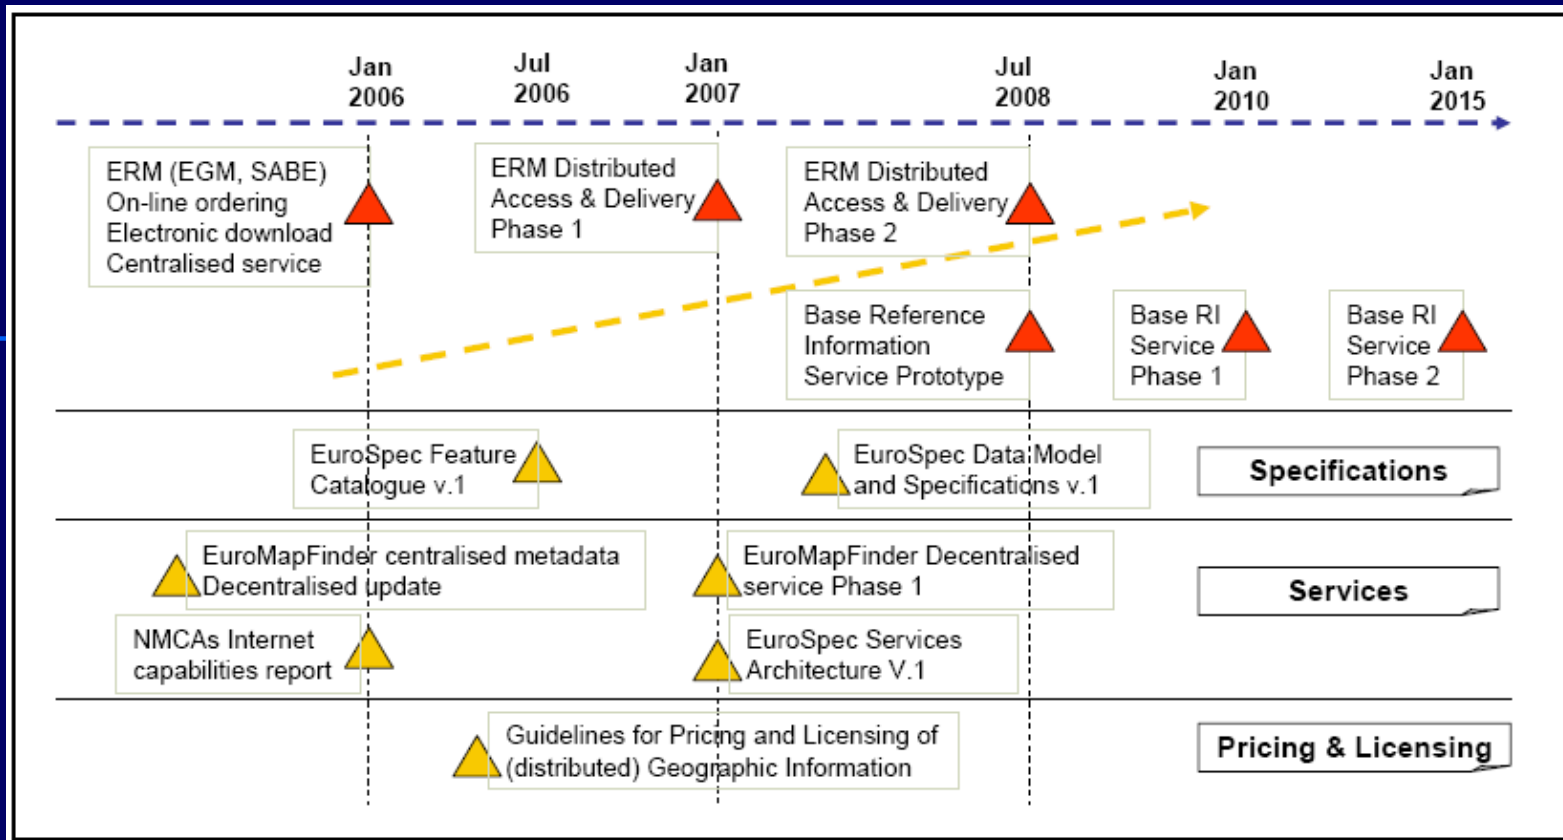 Jan
2006
Jul
2006
Jan
2007
Jul
2008
Jan
2010
Jan
2015
ERM (EGM, SABE)
On-line ordering
Electronic download
Centralised service
ERM Distributed
Access & Delivery
Phase 1
ERM Distributed
Access & Delivery
Phase 2
Base Reference
Information
Service Prototype
Base RI
Service
Phase 1
Base RI
Service
Phase 2
EuroSpec Feature
Catalogue v.1
EuroSpec Data Model
and Specifications v.1
Specifications
EuroMapFinder centralised metadata
Decentralised update
EuroMapFinder Decentralised
service Phase 1
Services
NMCAs Internet
capabilities report
EuroSpec Services
Architecture V.1
Guidelines for Pricing and Licensing of
(distributed) Geographic Information
Pricing & Licensing